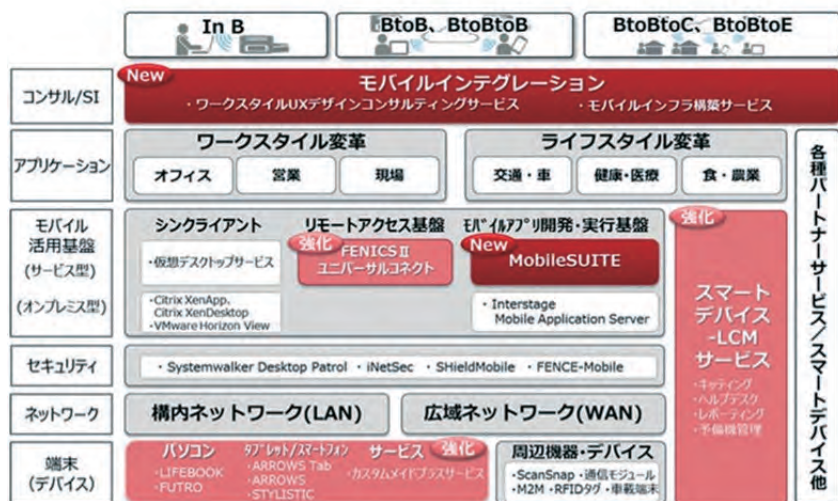 In B
BtoB、BtoBtoB
BtoBtoC、BtoBtoE
コンサル/SI
New
モバイルインテグレーション
・ワークスタイルUXデザインコンサルティングサービス
・モバイルインフラ構築サービス
アプリケーション
ワークスタイル変革
オフィス
営業
現場
ライフスタイル変革
交通・車
健康・医療
食・農業
モバイル
活用基盤
(サービス型)
(オンプレミス型)
シンクライアント
・仮想デスクトップサービス
・Citrix XenApp、
Citrix XenDesktop
・VMware Horizon View
リモートアクセス基盤
強化
FENICSⅡ
ユニバーサルコネクト
モバイルアプリ開発・実行基盤
New
MobileSUITE
・Interstage
Mobile Application Server
セキュリティ
・Systemwalker Desktop Patrol ・iNetSec ・SHieldMobile ・FENCE-Mobile
ネットワーク
構内ネットワーク(LAN)
広域ネットワーク(WAN)
端末
(デバイス)
パソコン
・LIFEBOOK
・FUTRO
タブレット/スマートフォン
・ARROWS Tab
・ARROWS
・STYLISTIC
サービス
強化
・カスタムメイドプラスサービス
周辺機器・デバイス
・ScanSnap ・通信モジュール
・M2M ・RFIDタグ ・車載端末
強化
スマート
デバイス
-LCM
サービス
・キッティング
・ヘルプデスク
・レポーティング
・予備機管理
各種パートナーサービス/スマートデバイス他